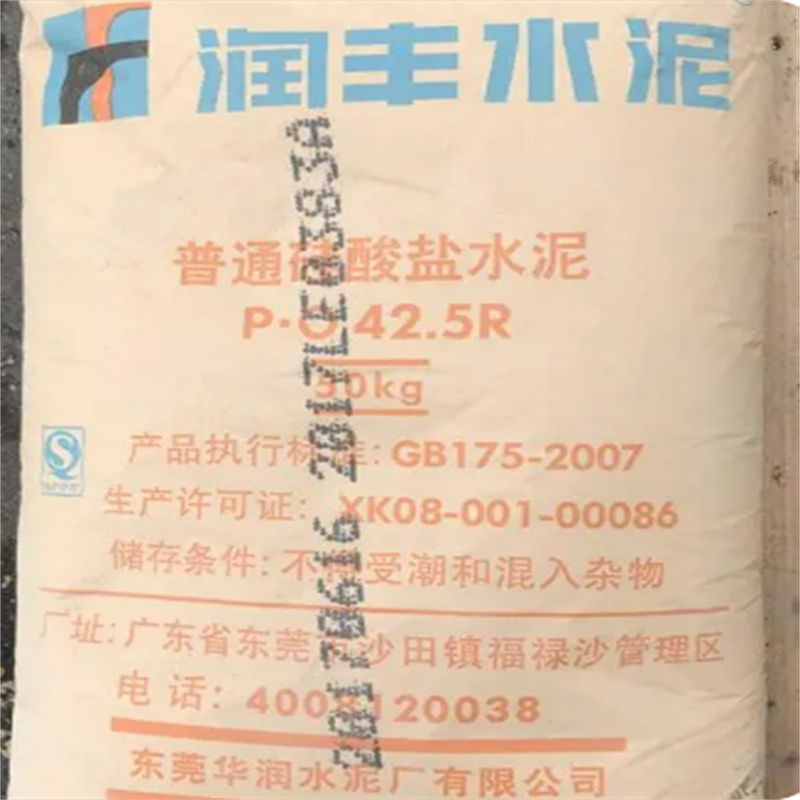 润丰水泥
普通硅酸盐水泥
P·O 42.5R
50kg
产品执行标准:GB175-2007
生产许可证:XK08-001-00086
储存条件:不得受潮和混入杂物
厂址:广东省东莞市沙田镇福禄沙管理区
电话:4008120038
东莞华润水泥厂有限公司
20170616 2017LE0383A